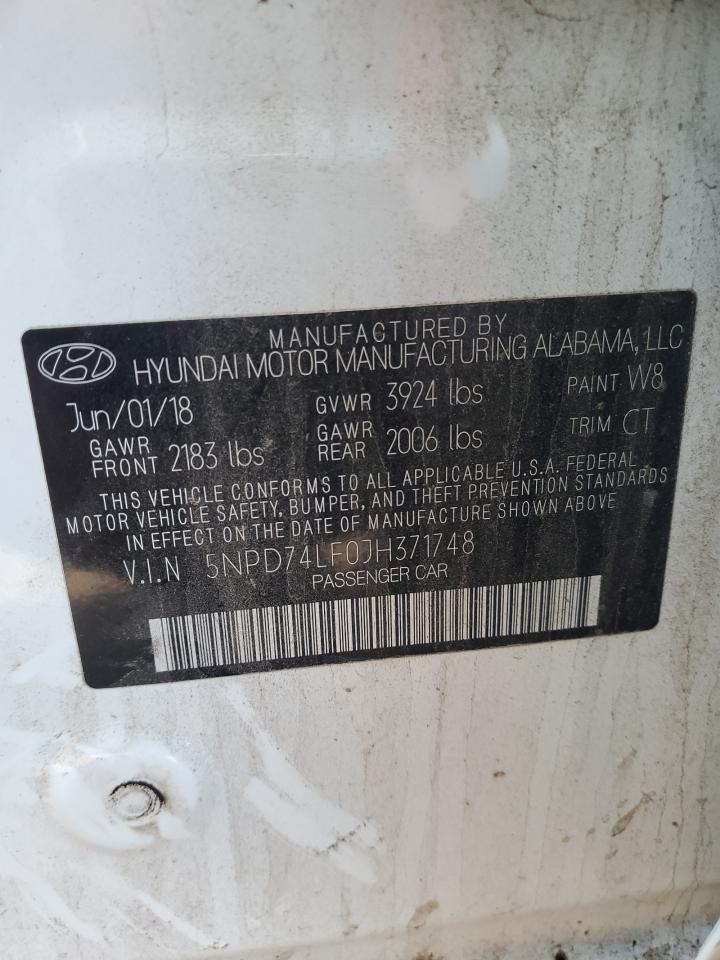 MANUFACTURED BY
HYUNDAI MOTOR MANUFACTURING ALABAMA, LLC
Jun/01/18 GVWR 3924 lbs PAINT W8
GAWR FRONT 2183 lbs GAWR REAR 2006 lbs TRIM CT
THIS VEHICLE CONFORMS TO ALL APPLICABLE U.S.A. FEDERAL
MOTOR VEHICLE SAFETY, BUMPER, AND THEFT PREVENTION STANDARDS
IN EFFECT ON THE DATE OF MANUFACTURE SHOWN ABOVE
V.I.N 5NPD74LF0JH371748
PASSENGER CAR